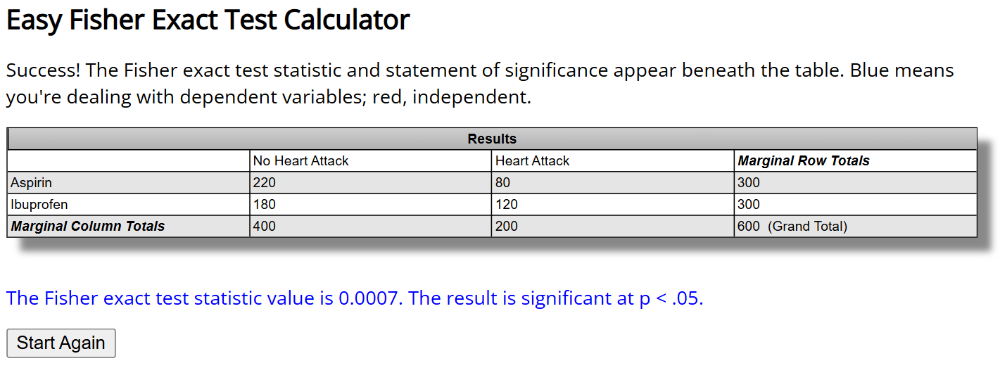 Easy Fisher Exact Test Calculator
Success! The Fisher exact test statistic and statement of significance appear beneath the table. Blue means
you're dealing with dependent variables; red, independent.
Results
No Heart Attack Heart Attack Marginal Row Totals
Aspirin 220 80 300
Ibuprofen 180 120 300
Marginal Column Totals 400 200 600 (Grand Total)
The Fisher exact test statistic value is 0.0007. The result is significant at p < .05.
Start Again